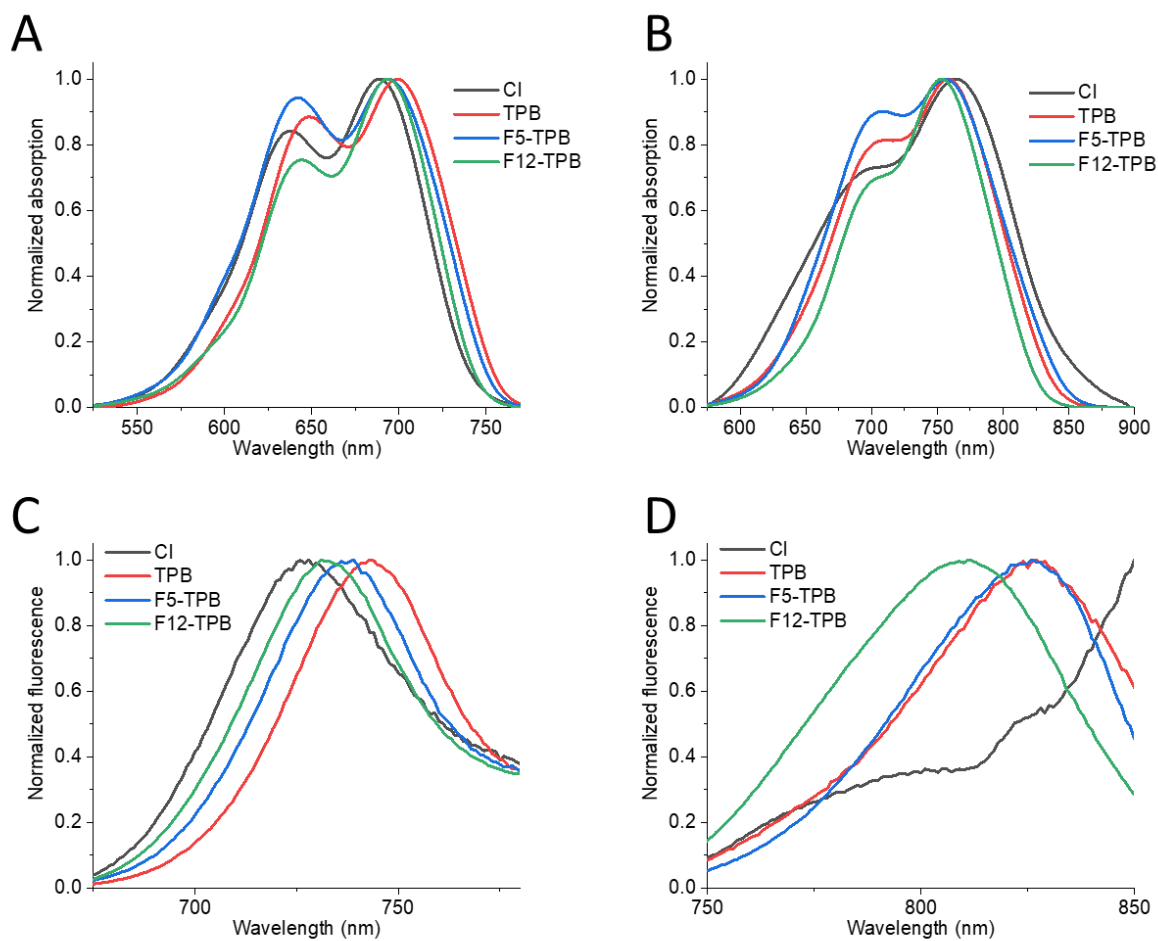 A
1.0
0.8
0.6
0.4
0.2
0.0
Normalized absorption
CI
TPB
F5-TPB
F12-TPB
550 600 650 700 750
Wavelength (nm)
B
1.0
0.8
0.6
0.4
0.2
0.0
Normalized absorption
CI
TPB
F5-TPB
F12-TPB
600 650 700 750 800 850 900
Wavelength (nm)
C
1.0
0.8
0.6
0.4
0.2
0.0
Normalized fluorescence
CI
TPB
F5-TPB
F12-TPB
700 750
Wavelength (nm)
D
1.0
0.8
0.6
0.4
0.2
0.0
Normalized fluorescence
CI
TPB
F5-TPB
F12-TPB
750 800 850
Wavelength (nm)